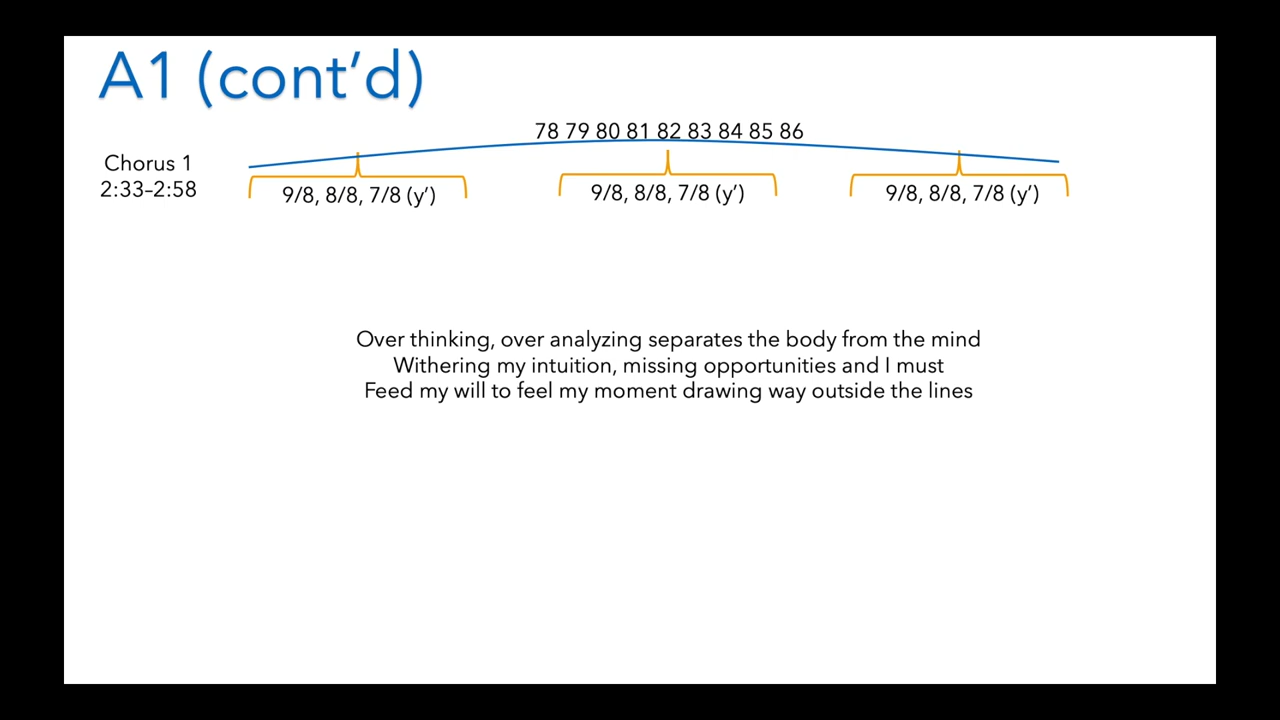 A1 (cont’d)
78 79 80 81 82 83 84 85 86
Chorus 1
2:33–2:58
9/8, 8/8, 7/8 (y’)
9/8, 8/8, 7/8 (y’)
9/8, 8/8, 7/8 (y’)
Over thinking, over analyzing separates the body from the mind
Withering my intuition, missing opportunities and I must
Feed my will to feel my moment drawing way outside the lines